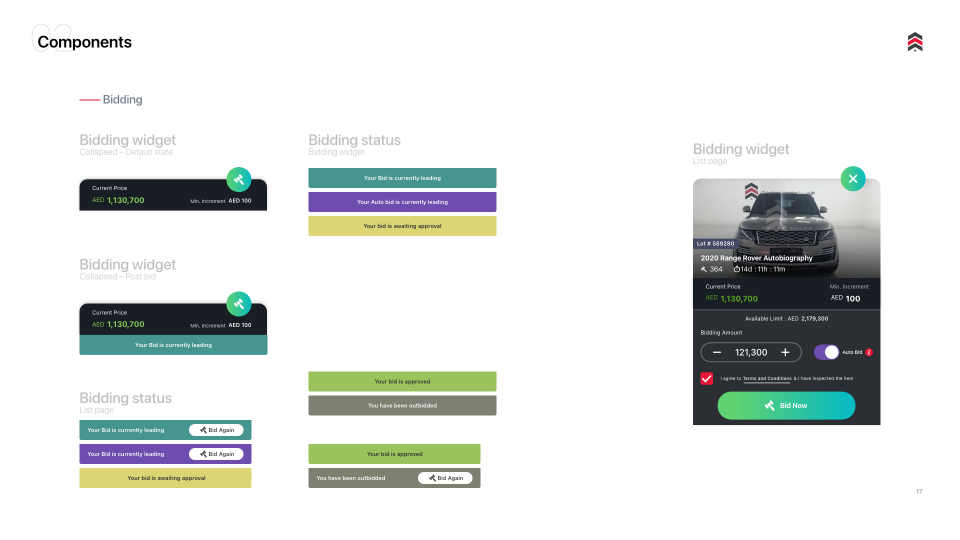 02
Components
Bidding
Bidding widget
Collapsed – Default state
Current Price
AED 1,130,700
Min. Increment AED 100
Bidding widget
Collapsed – Post bid
Current Price
AED 1,130,700
Min. Increment AED 100
Your Bid is currently leading
Bidding status
List page
Your Bid is currently leading
Bid Again
Your Bid is currently leading
Bid Again
Your bid is awaiting approval
Bidding status
Bidding widget
Your Bid is currently leading
Your Auto bid is currently leading
Your bid is awaiting approval
Your bid is approved
You have been outbidded
Your bid is approved
You have been outbidded
Bid Again
Bidding widget
List page
Lot # 589280
2020 Range Rover Autobiography
364 14d : 11h : 11m
Current Price
Min. Increment
AED 1,130,700
AED 100
Available Limit : AED 2,179,300
Bidding Amount
121,300
Auto Bid
I agree to Terms and Conditions & I have inspected the item
Bid Now
17